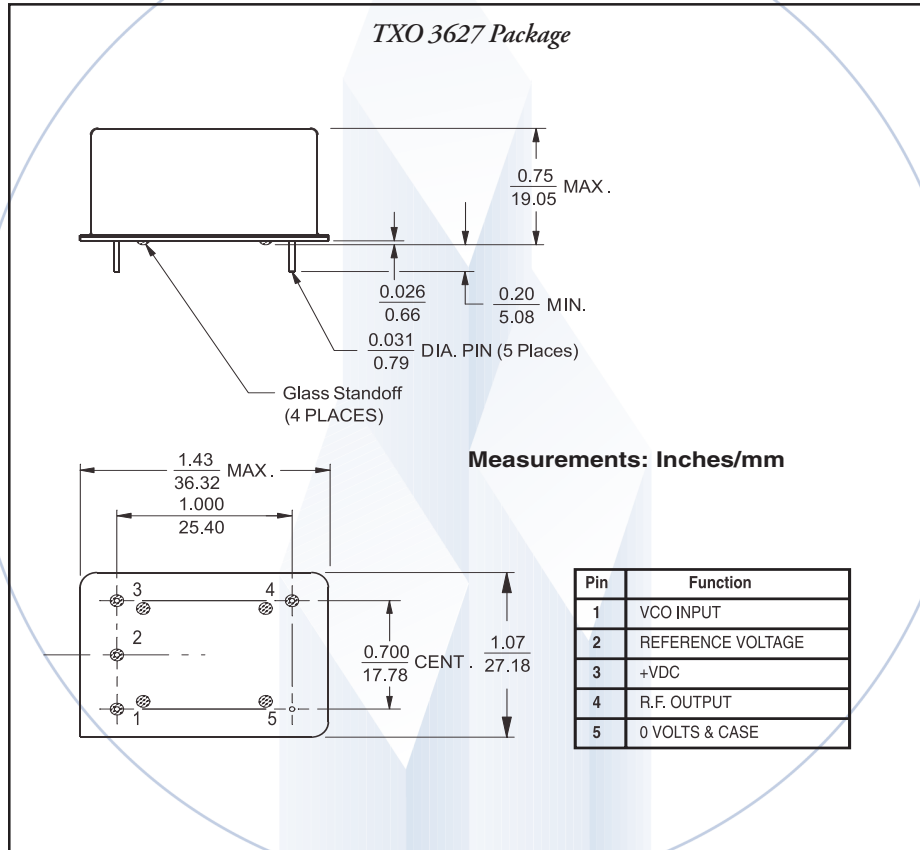 TXO 3627 Package
0.75
19.05
MAX.
0.026
0.66
0.20
5.08
MIN.
0.031
0.79
DIA. PIN (5 Places)
Glass Standoff
(4 PLACES)
Measurements: Inches/mm
1.43
36.32
MAX.
1.000
25.40
3
4
2
1
5
0.700
17.78
CENT.
1.07
27.18
Pin Function
1 VCO INPUT
2 REFERENCE VOLTAGE
3 +VDC
4 R.F. OUTPUT
5 0 VOLTS & CASE